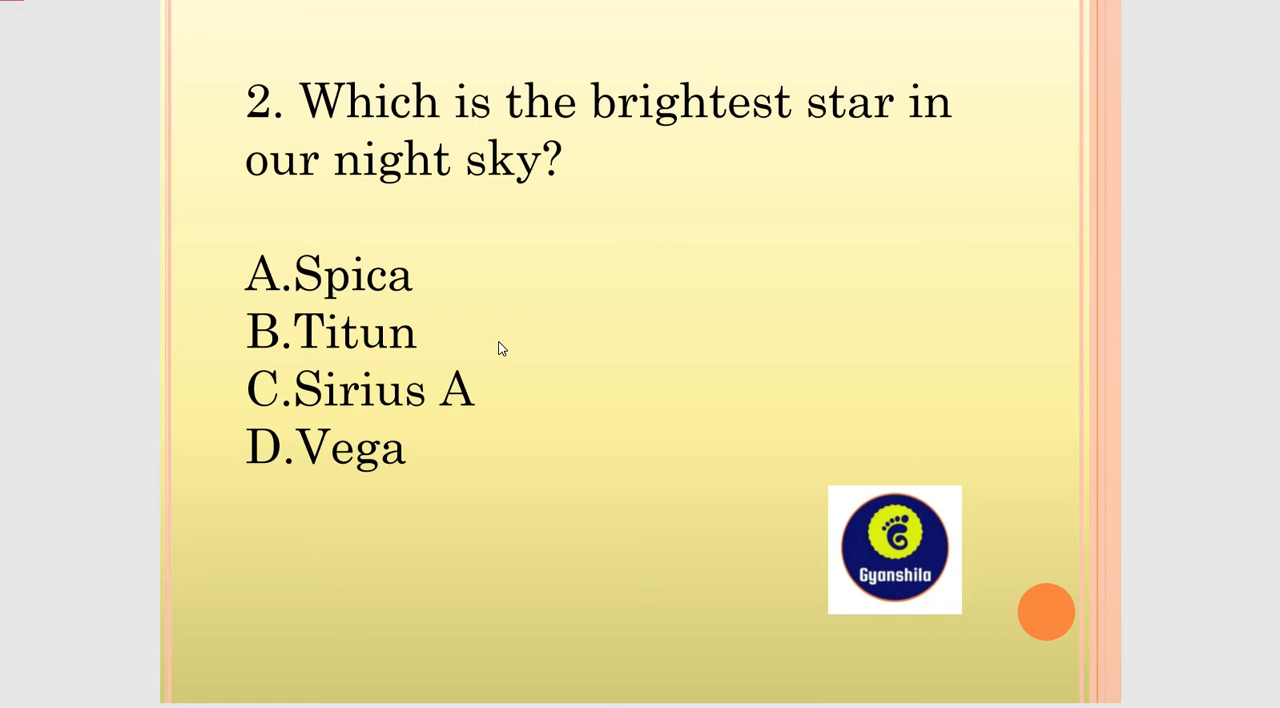 2. Which is the brightest star in
our night sky?
A.Spica
B.Titun
C.Sirius A
D.Vega
Gyanshila